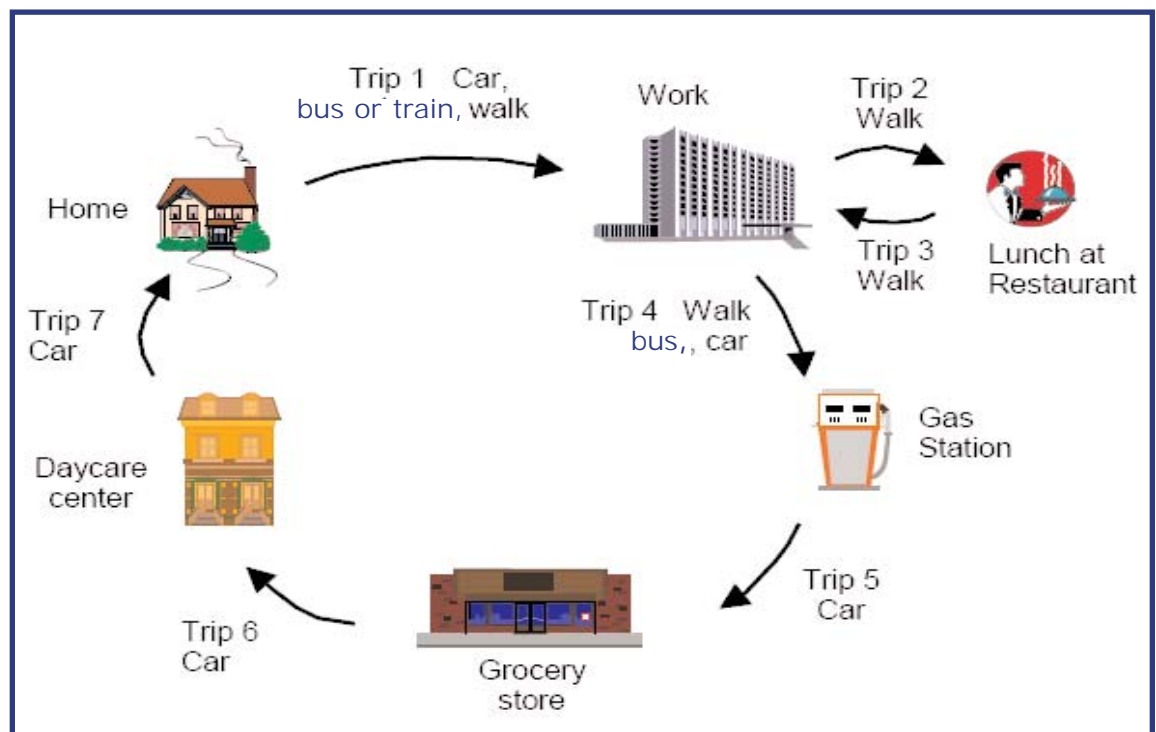 Trip 1 Car,
bus or train, walk
Work
Trip 2
Walk
Home
Trip 3
Walk
Lunch at
Restaurant
Trip 4 Walk
bus,, car
Trip 7
Car
Gas
Station
Daycare
center
Trip 5
Car
Trip 6
Car
Grocery
store